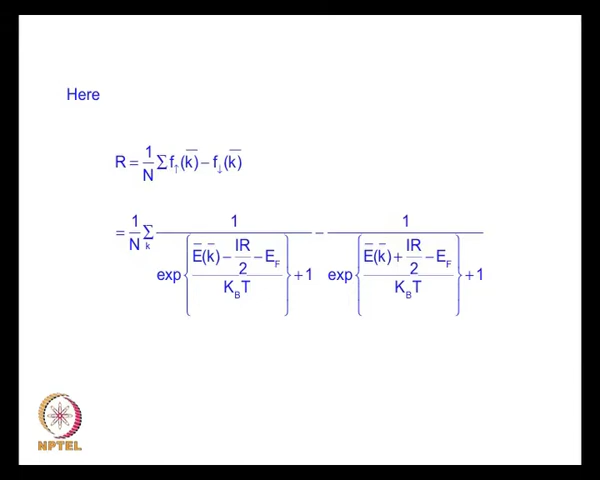 Here
R = 1/N Σ f↑(k̅) − f↓(k̅)
= 1/N Σ_k 1/(exp{(E̅(k̅) − IR/2 − E_F)/(K_B T)} + 1) − 1/(exp{(E̅(k̅) + IR/2 − E_F)/(K_B T)} + 1)
NPTEL